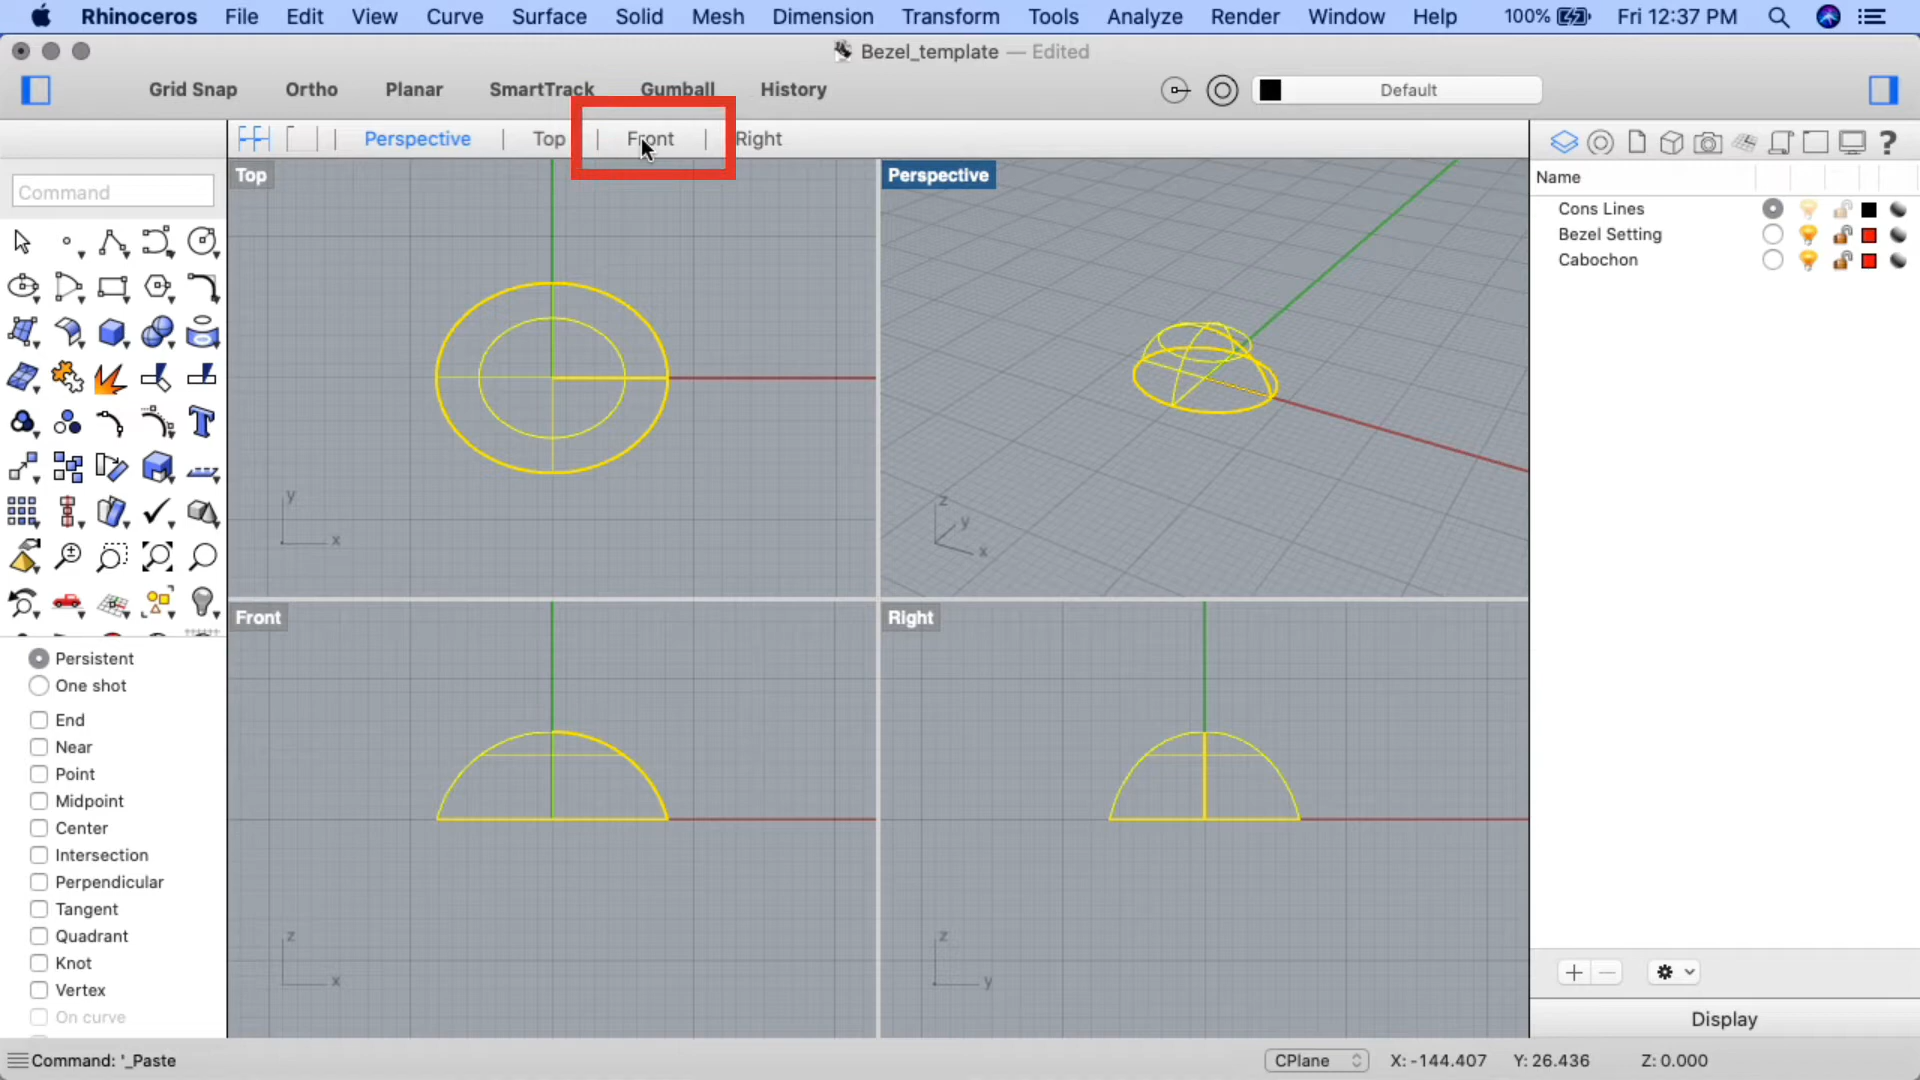 Rhinoceros File Edit View Curve Surface Solid Mesh Dimension Transform Tools Analyze Render Window Help 100% Fri 12:37 PM
Bezel_template — Edited
Grid Snap Ortho Planar SmartTrack Gumball History Default
Perspective | Top | Front | Right
Command
Top
Perspective
Name
Cons Lines
Bezel Setting
Cabochon
y
x
z
y
x
Front
Right
z
x
z
y
Persistent
One shot
End
Near
Point
Midpoint
Center
Intersection
Perpendicular
Tangent
Quadrant
Knot
Vertex
On curve
Display
Command: '_Paste
CPlane X: -144.407 Y: 26.436 Z: 0.000